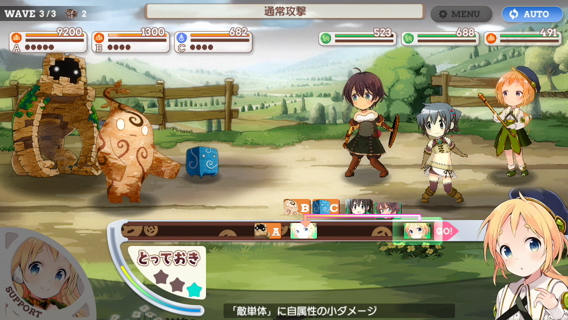 WAVE 3/3 2
通常攻撃
MENU
AUTO
9200
A
1300
B
682
C
523
688
491
B C
A
GO!
とっておき
SUPPORT
「敵単体」に自属性の小ダメージ